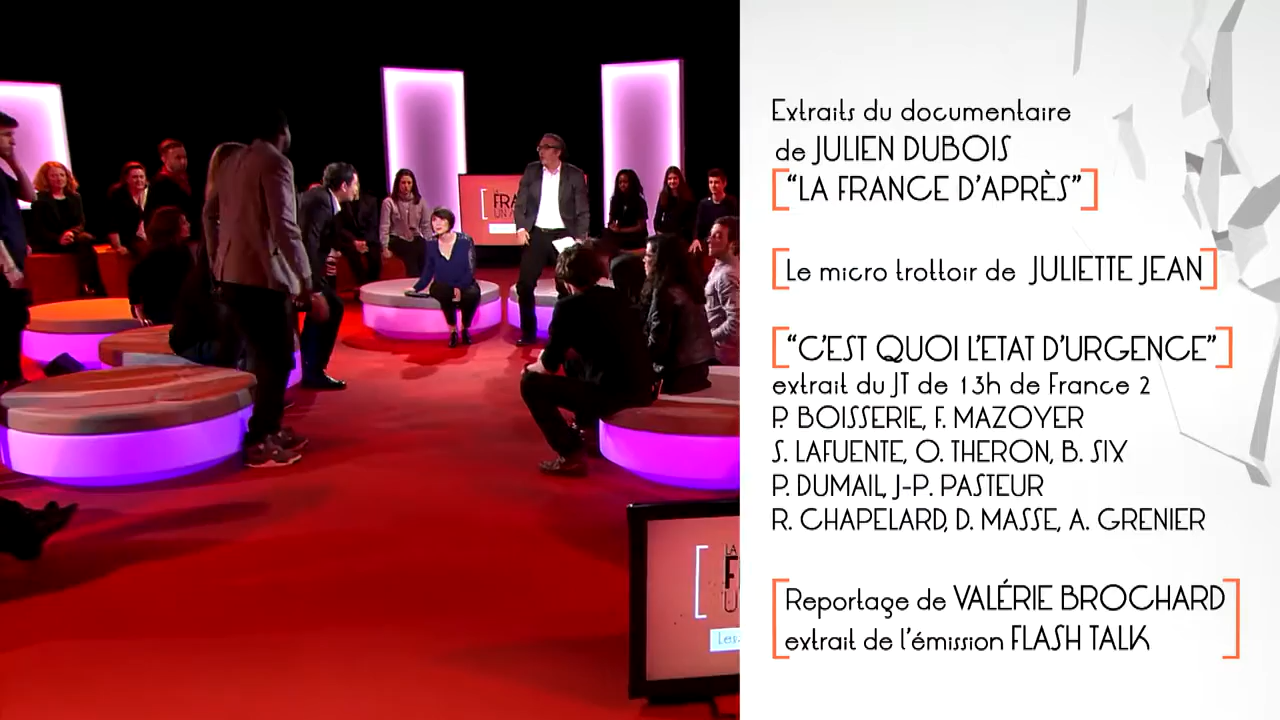 Extraits du documentaire
de JULIEN DUBOIS
"LA FRANCE D'APRÈS"
Le micro trottoir de JULIETTE JEAN
"C'EST QUOI L'ETAT D'URGENCE"
extrait du JT de 13h de France 2
P. BOISSERIE, F. MAZOYER
S. LAFUENTE, O. THERON, B. SIX
P. DUMAIL, J-P. PASTEUR
R. CHAPELARD, D. MASSE, A. GRENIER
Reportage de VALÉRIE BROCHARD
extrait de l'émission FLASH TALK